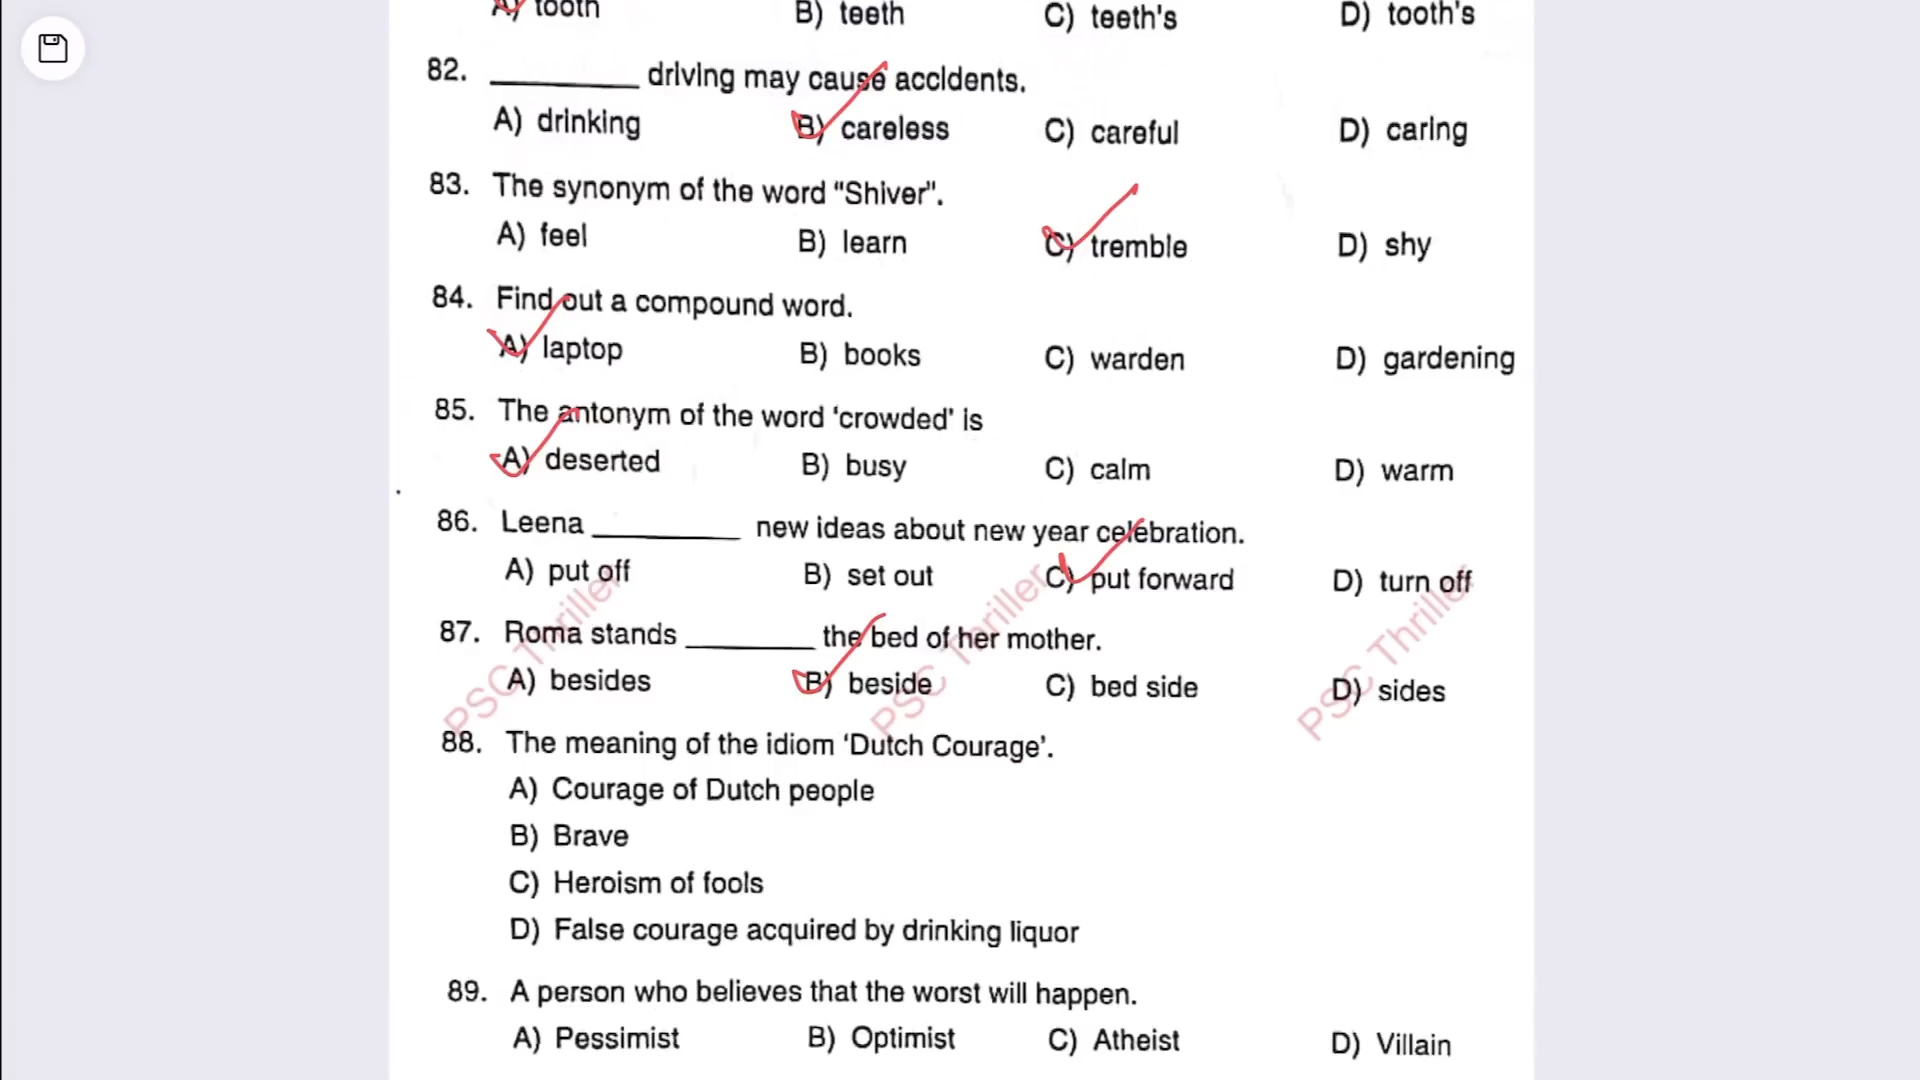 A) tooth B) teeth C) teeth's D) tooth's
82. ________ driving may cause accidents.
A) drinking B) careless C) careful D) caring
83. The synonym of the word "Shiver".
A) feel B) learn C) tremble D) shy
84. Find out a compound word.
A) laptop B) books C) warden D) gardening
85. The antonym of the word ‘crowded’ is
A) deserted B) busy C) calm D) warm
86. Leena ________ new ideas about new year celebration.
A) put off B) set out C) put forward D) turn off
87. Roma stands ________ the bed of her mother.
A) besides B) beside C) bed side D) sides
PSC Thriller PSC Thriller PSC Thriller
88. The meaning of the idiom ‘Dutch Courage’.
A) Courage of Dutch people
B) Brave
C) Heroism of fools
D) False courage acquired by drinking liquor
89. A person who believes that the worst will happen.
A) Pessimist B) Optimist C) Atheist D) Villain